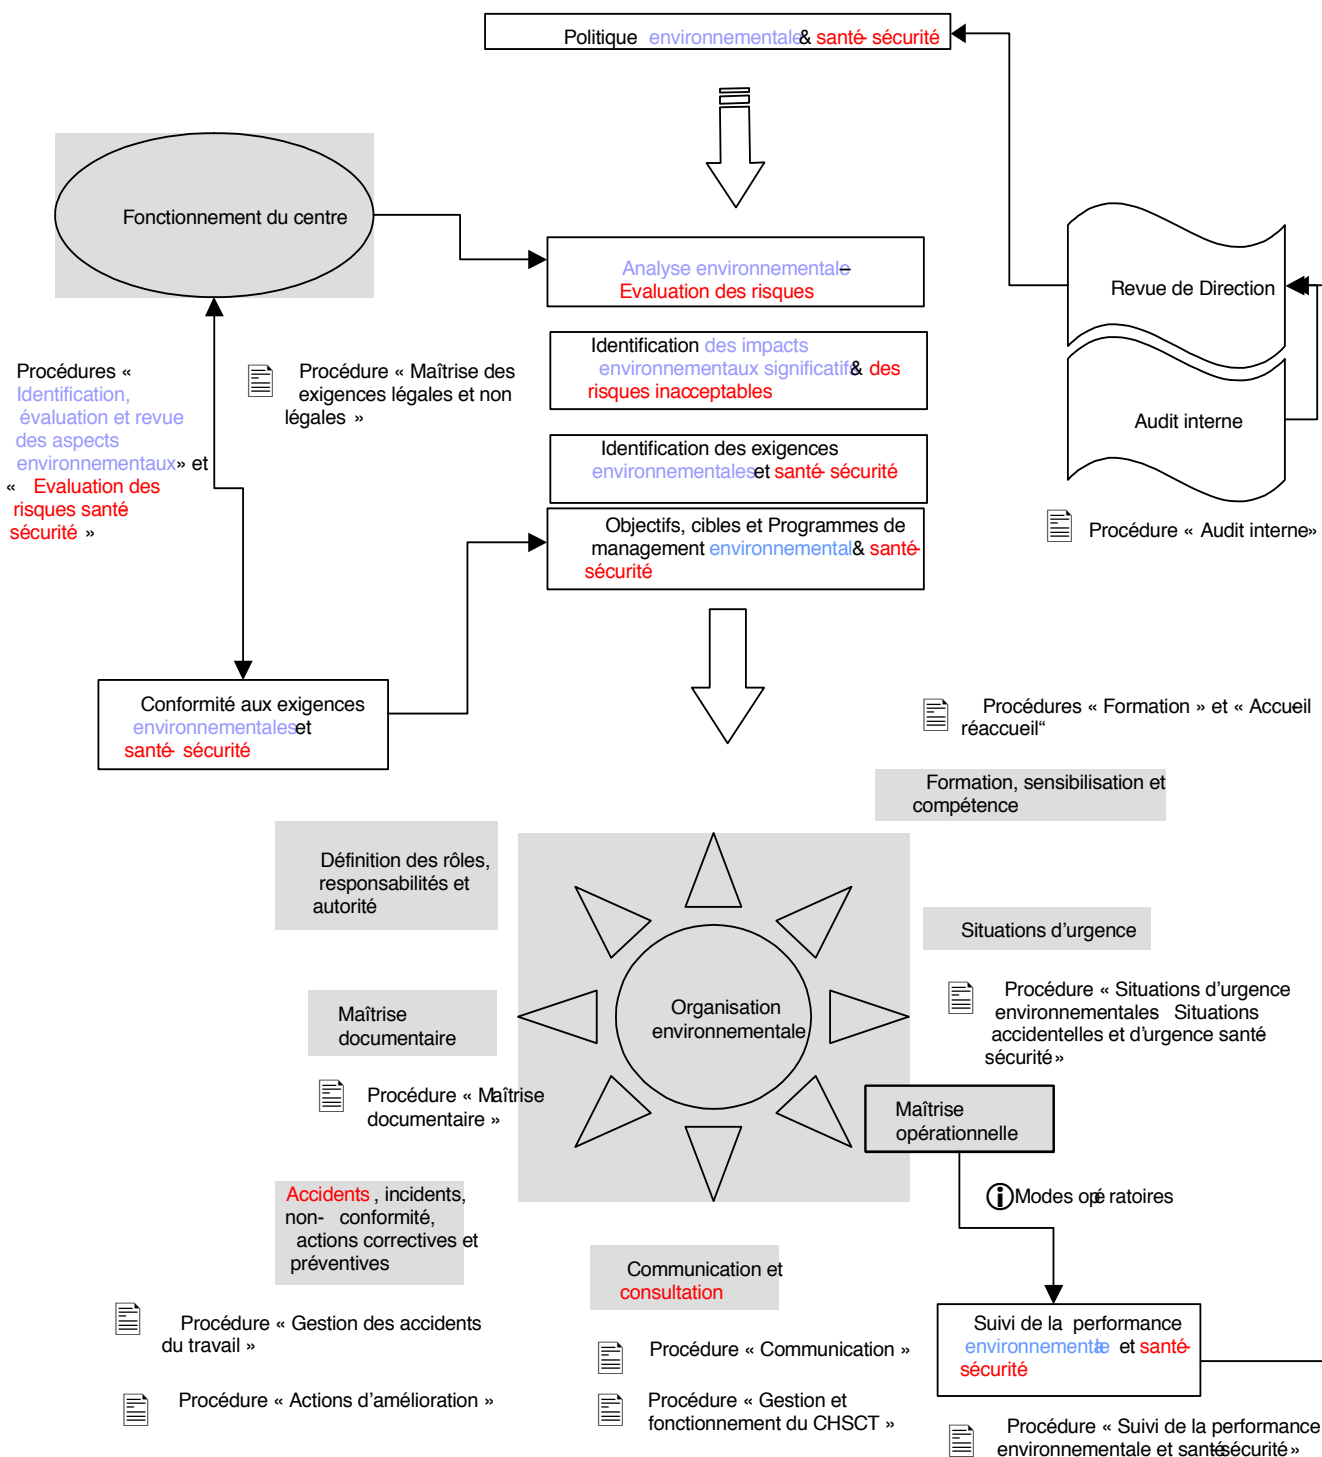 Politique environnementale & santé- sécurité
Fonctionnement du centre
Analyse environnementale –
Evaluation des risques
Revue de Direction
Identification des impacts
environnementaux significatifs & des
risques inacceptables
Procédures «
Identification,
évaluation et revue
des aspects
environnementaux » et
« Evaluation des
risques santé
sécurité »
Procédure « Maîtrise des
exigences légales et non
légales »
Audit interne
Identification des exigences
environnementales et santé- sécurité
Objectifs, cibles et Programmes de
management environnemental & santé-
sécurité
Procédure « Audit interne »
Conformité aux exigences
environnementales et
santé- sécurité
Procédures « Formation » et « Accueil
réaccueil“
Formation, sensibilisation et
compétence
Définition des rôles,
responsabilités et
autorité
Situations d'urgence
Organisation
environnementale
Maîtrise
documentaire
Procédure « Situations d'urgence
environnementales Situations
accidentelles et d'urgence santé
sécurité »
Procédure « Maîtrise
documentaire »
Maîtrise
opérationnelle
Accidents , incidents,
non- conformité,
actions correctives et
préventives
Modes opératoires
Communication et
consultation
Procédure « Gestion des accidents
du travail »
Suivi de la performance
environnementale et santé-
sécurité
Procédure « Communication »
Procédure « Actions d'amélioration »
Procédure « Gestion et
fonctionnement du CHSCT »
Procédure « Suivi de la performance
environnementale et santé-sécurité »